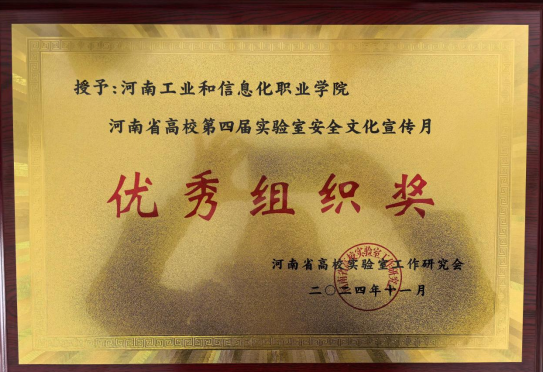 授予:河南工业和信息化职业学院
河南省高校第四届实验室安全文化宣传月
优秀组织奖
河南省高校实验室工作研究会
二〇二四年十一月